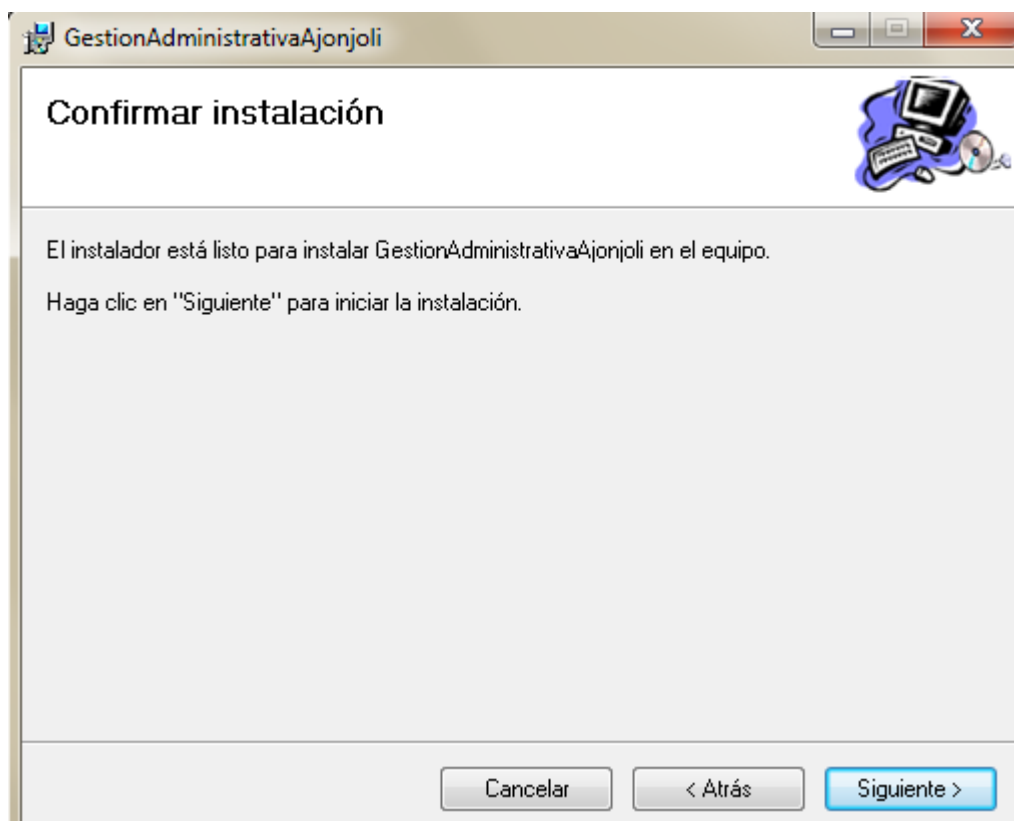 GestionAdministrativaAjonjoli
Confirmar instalación
El instalador está listo para instalar GestionAdministrativaAjonjoli en el equipo.
Haga clic en "Siguiente" para iniciar la instalación.
Cancelar
< Atrás
Siguiente >